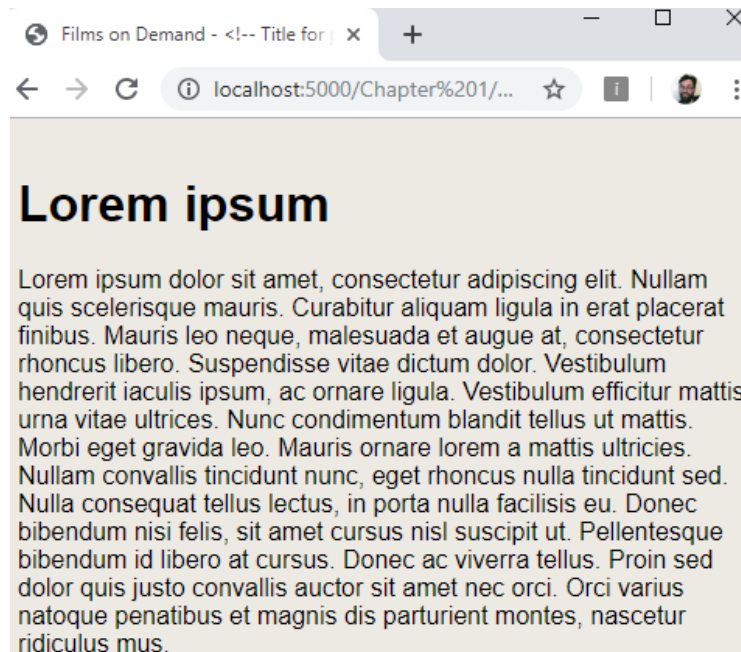 Films on Demand - <!-- Title for
localhost:5000/Chapter%201/...
i
Lorem ipsum
Lorem ipsum dolor sit amet, consectetur adipiscing elit. Nullam
quis scelerisque mauris. Curabitur aliquam ligula in erat placerat
finibus. Mauris leo neque, malesuada et augue at, consectetur
rhoncus libero. Suspendisse vitae dictum dolor. Vestibulum
hendrerit iaculis ipsum, ac ornare ligula. Vestibulum efficitur mattis
urna vitae ultrices. Nunc condimentum blandit tellus ut mattis.
Morbi eget gravida leo. Mauris ornare lorem a mattis ultricies.
Nullam convallis tincidunt nunc, eget rhoncus nulla tincidunt sed.
Nulla consequat tellus lectus, in porta nulla facilisis eu. Donec
bibendum nisi felis, sit amet cursus nisl suscipit ut. Pellentesque
bibendum id libero at cursus. Donec ac viverra tellus. Proin sed
dolor quis justo convallis auctor sit amet nec orci. Orci varius
natoque penatibus et magnis dis parturient montes, nascetur
ridiculus mus.